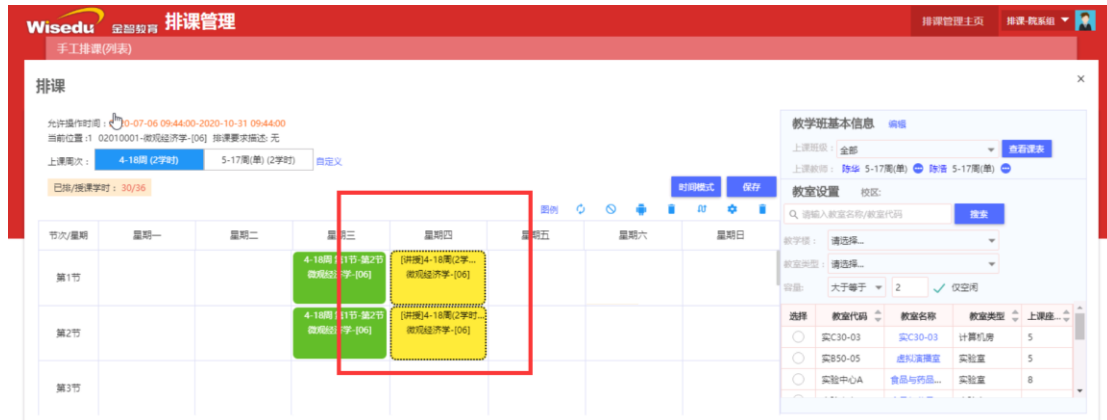 Wisedu 金智教育 排课管理
排课管理主页 排课-院系组
手工排课(列表)
排课
×
允许操作时间： 20-07-06 09:44:00-2020-10-31 09:44:00
当前位置 :1 02010001-微观经济学-[06] 排课要求描述: 无
上课周次： 4-18周 (2学时) 5-17周(单) (2学时) 自定义
已排/授课学时： 30/36
时间模式 保存
图例
节次/星期 星期一 星期二 星期三 星期四 星期五 星期六 星期日
第1节
4-18周 第1节-第2节
微观经济学-[06]
[讲授]4-18周(2学...
微观经济学-[06]
第2节
4-18周 第1节-第2节
微观经济学-[06]
[讲授]4-18周(2学时...
微观经济学-[06]
第3节
教学班基本信息 编辑
上课班级： 全部 查看课表
上课教师： 陈华 5-17周(单) 陈浩 5-17周(单)
教室设置 校区:
请输入教室名称/教室代码 搜索
教学楼： 请选择...
教室类型： 请选择...
容量: 大于等于 2 仅空闲
选择 教室代码 教室名称 教室类型 上课座...
实C30-03 实C30-03 计算机房 5
实B50-05 虚拟演播室 实验室 5
实验中心A 食品与药品... 实验室 8